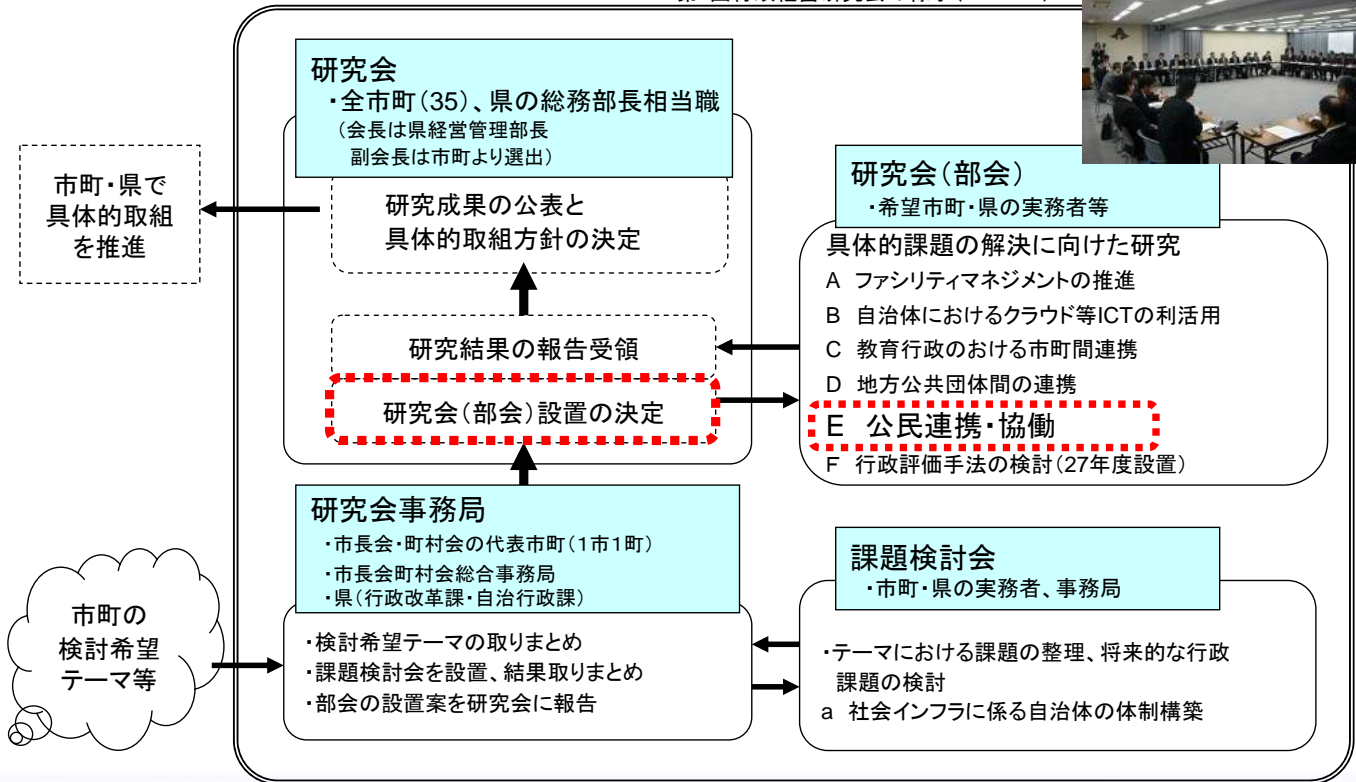 研究会
・全市町(35)、県の総務部長相当職
(会長は県経営管理部長
副会長は市町より選出)
市町・県で
具体的取組
を推進
研究成果の公表と
具体的取組方針の決定
研究結果の報告受領
研究会(部会)設置の決定
研究会(部会)
・希望市町・県の実務者等
具体的課題の解決に向けた研究
A ファシリティマネジメントの推進
B 自治体におけるクラウド等ICTの利活用
C 教育行政のおける市町間連携
D 地方公共団体間の連携
E 公民連携・協働
F 行政評価手法の検討(27年度設置)
研究会事務局
・市長会・町村会の代表市町(1市1町)
・市長会町村会総合事務局
・県(行政改革課・自治行政課)
・検討希望テーマの取りまとめ
・課題検討会を設置、結果取りまとめ
・部会の設置案を研究会に報告
市町の
検討希望
テーマ等
課題検討会
・市町・県の実務者、事務局
・テーマにおける課題の整理、将来的な行政
課題の検討
a 社会インフラに係る自治体の体制構築